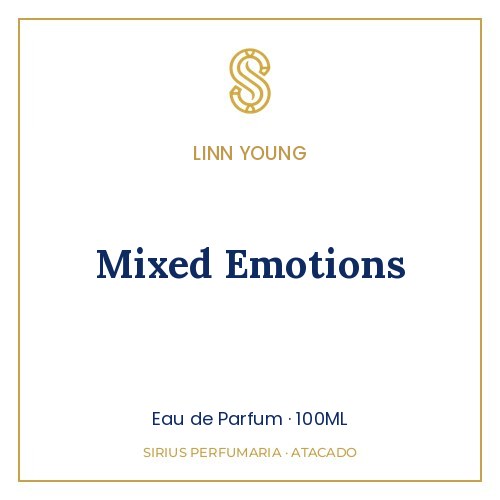 LINN YOUNG
Mixed Emotions
Eau de Parfum · 100ML
SIRIUS PERFUMARIA · ATACADO